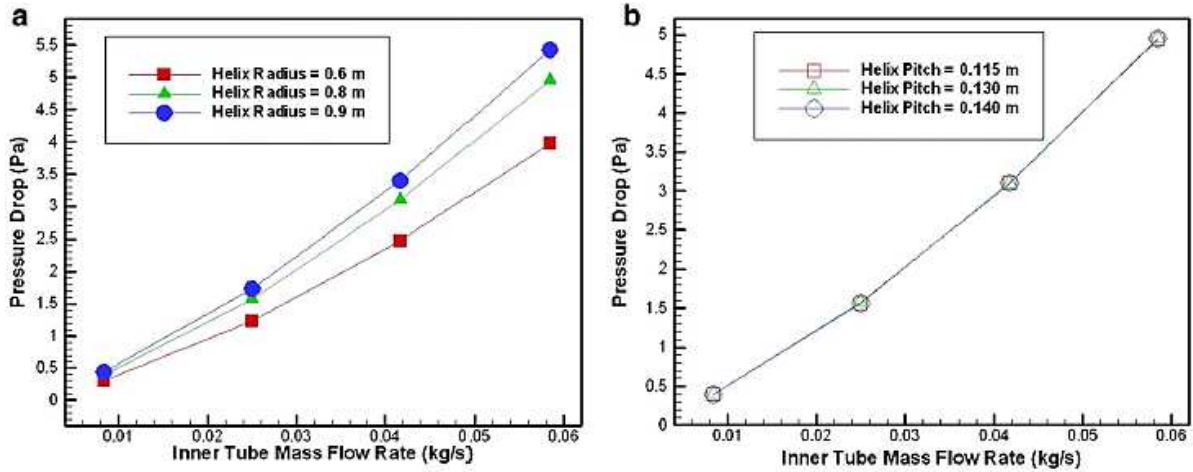 a
Helix Radius = 0.6 m
Helix Radius = 0.8 m
Helix Radius = 0.9 m
Pressure Drop (Pa)
5.5
5
4.5
4
3.5
3
2.5
2
1.5
1
0.5
0
0.01
0.02
0.03
0.04
0.05
0.06
Inner Tube Mass Flow Rate (kg/s)
b
Helix Pitch = 0.115 m
Helix Pitch = 0.130 m
Helix Pitch = 0.140 m
Pressure Drop (Pa)
5
4.5
4
3.5
3
2.5
2
1.5
1
0.5
0
0.01
0.02
0.03
0.04
0.05
0.06
Inner Tube Mass Flow Rate (kg/s)